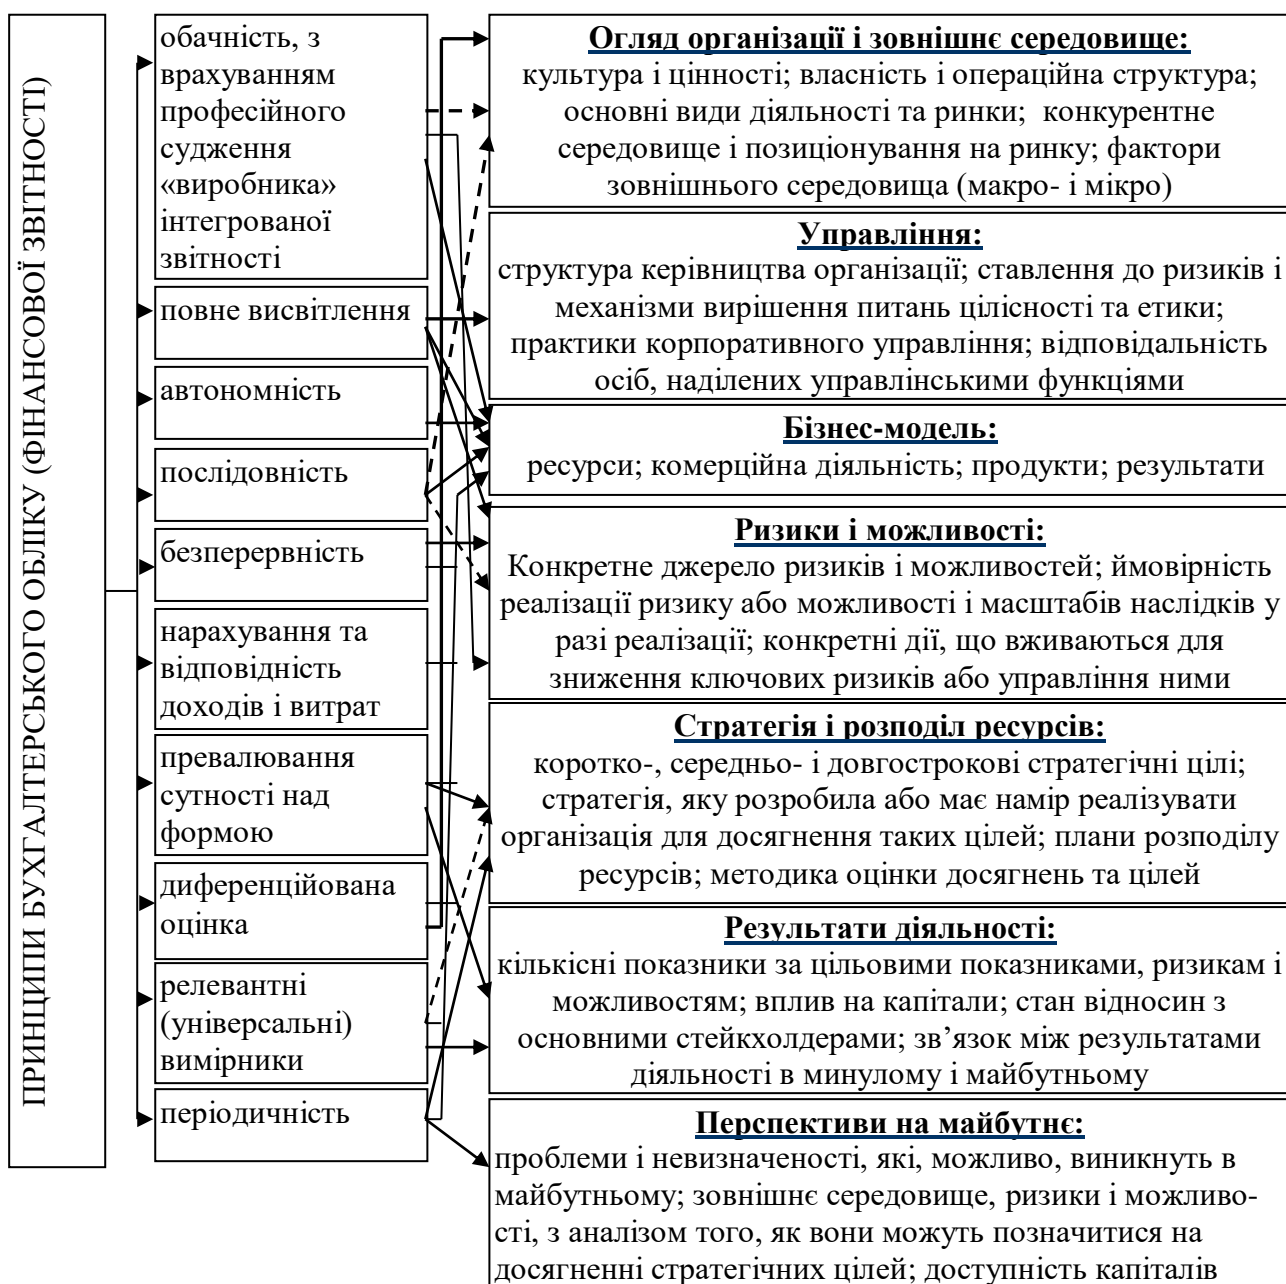 ПРИНЦИПИ БУХГАЛТЕРСЬКОГО ОБЛІКУ (ФІНАНСОВОЇ ЗВІТНОСТІ)
обачність, з
врахуванням
професійного
судження
«виробника»
інтегрованої
звітності
повне висвітлення
автономність
послідовність
безперервність
нарахування та
відповідність
доходів і витрат
превалювання
сутності над
формою
диференційована
оцінка
релевантні
(універсальні)
вимірники
періодичність
Огляд організації і зовнішнє середовище:
культура і цінності; власність і операційна структура;
основні види діяльності та ринки; конкурентне
середовище і позиціонування на ринку; фактори
зовнішнього середовища (макро- і мікро)
Управління:
структура керівництва організації; ставлення до ризиків і
механізми вирішення питань цілісності та етики;
практики корпоративного управління; відповідальність
осіб, наділених управлінськими функціями
Бізнес-модель:
ресурси; комерційна діяльність; продукти; результати
Ризики і можливості:
Конкретне джерело ризиків і можливостей; ймовірність
реалізації ризику або можливості і масштабів наслідків у
разі реалізації; конкретні дії, що вживаються для
зниження ключових ризиків або управління ними
Стратегія і розподіл ресурсів:
коротко-, середньо- і довгострокові стратегічні цілі;
стратегія, яку розробила або має намір реалізувати
організація для досягнення таких цілей; плани розподілу
ресурсів; методика оцінки досягнень та цілей
Результати діяльності:
кількісні показники за цільовими показниками, ризикам і
можливостям; вплив на капітали; стан відносин з
основними стейкхолдерами; зв’язок між результатами
діяльності в минулому і майбутньому
Перспективи на майбутнє:
проблеми і невизначеності, які, можливо, виникнуть в
майбутньому; зовнішнє середовище, ризики і можливо-
сті, з аналізом того, як вони можуть позначитися на
досягненні стратегічних цілей; доступність капіталів